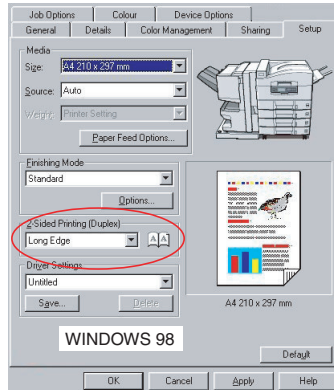 Job Options Colour Device Options
General Details Color Management Sharing Setup
Media
Size: A4 210 x 297 mm
Source: Auto
Weight: Printer Setting
Paper Feed Options...
Finishing Mode
Standard
Options...
2-Sided Printing (Duplex)
Long Edge
A A
Driver Settings
Untitled
Save... Delete
A4 210 x 297 mm
WINDOWS 98
Default
OK Cancel Apply Help